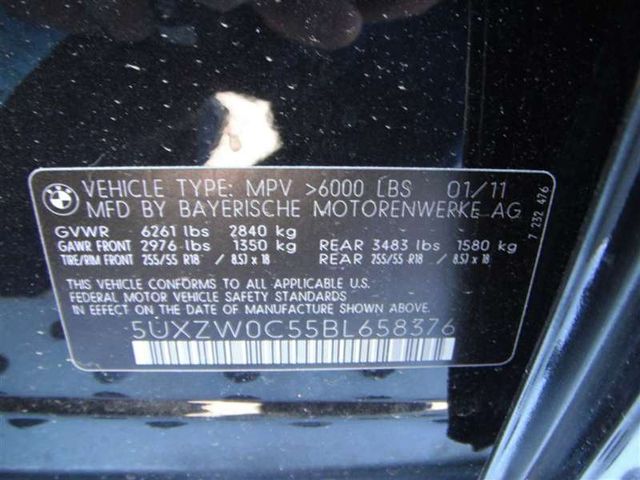 BMW
VEHICLE TYPE: MPV >6000 LBS 01/11
MFD BY BAYERISCHE MOTORENWERKE AG
GVWR 6261 lbs 2840 kg
GAWR FRONT 2976 lbs 1350 kg REAR 3483 lbs 1580 kg
TIRE/RIM FRONT 255/55 R18 / 8.5J x 18 REAR 255/55 R18 / 8.5J x 18
THIS VEHICLE CONFORMS TO ALL APPLICABLE U.S.
FEDERAL MOTOR VEHICLE SAFETY STANDARDS
IN EFFECT ON THE DATE OF MANUFACTURE SHOWN ABOVE
5UXZW0C55BL658376
7 232 476